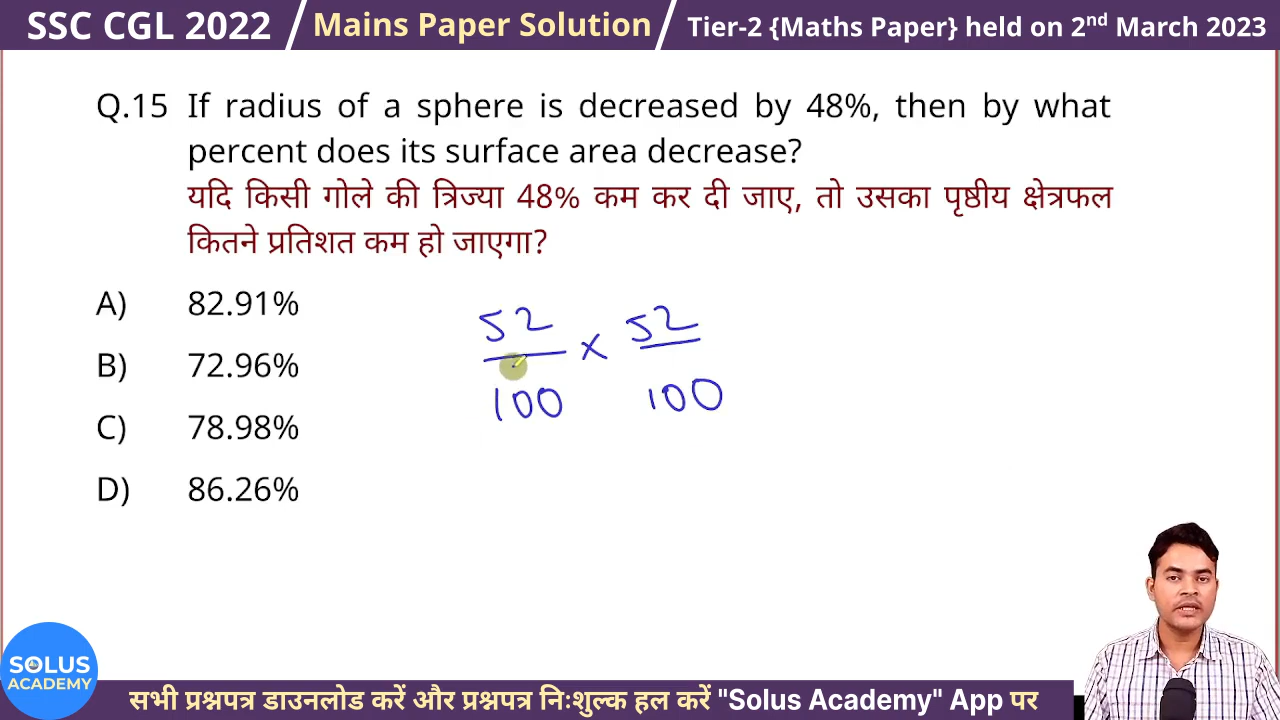 SSC CGL 2022 / Mains Paper Solution / Tier-2 {Maths Paper} held on 2nd March 2023
Q.15 If radius of a sphere is decreased by 48%, then by what
percent does its surface area decrease?
यदि किसी गोले की त्रिज्या 48% कम कर दी जाए, तो उसका पृष्ठीय क्षेत्रफल
कितने प्रतिशत कम हो जाएगा?
A) 82.91%
B) 72.96%
C) 78.98%
D) 86.26%
52/100 × 52/100
SOLUS
ACADEMY
सभी प्रश्नपत्र डाउनलोड करें और प्रश्नपत्र निःशुल्क हल करें "Solus Academy" App पर